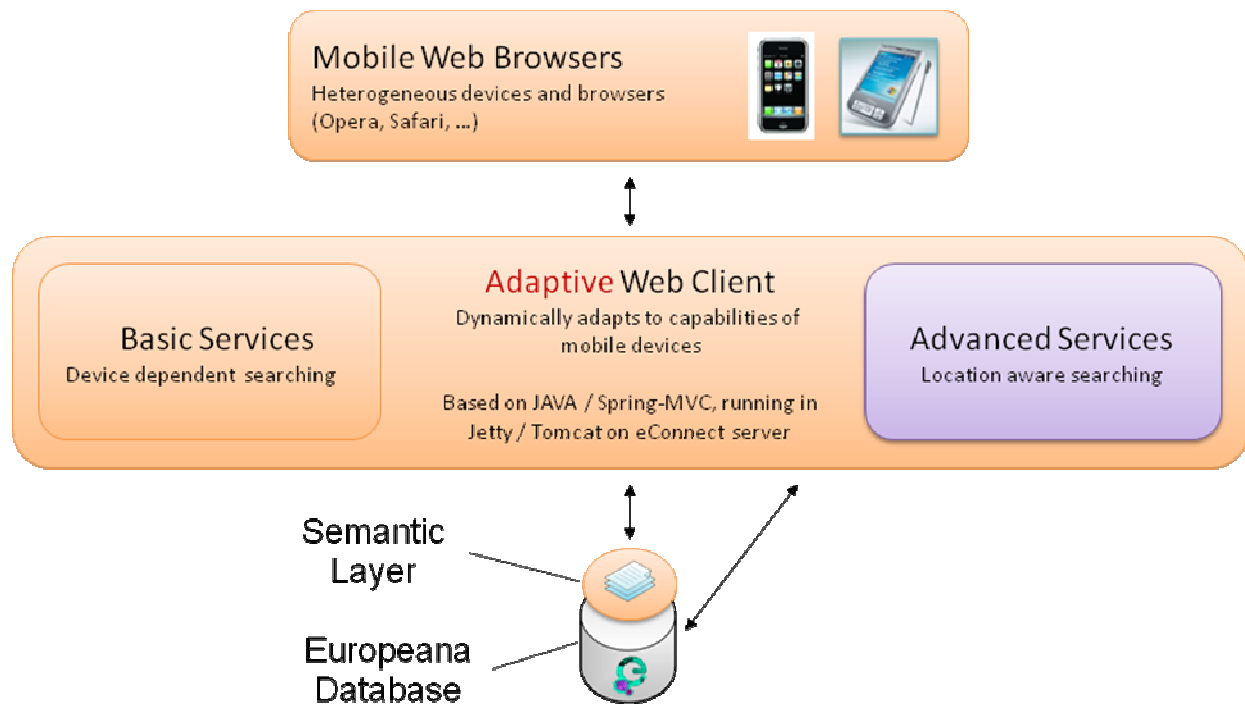 Mobile Web Browsers
Heterogeneous devices and browsers
(Opera, Safari, ...)
Basic Services
Device dependent searching
Adaptive Web Client
Dynamically adapts to capabilities of
mobile devices
Based on JAVA / Spring-MVC, running in
Jetty / Tomcat on eConnect server
Advanced Services
Location aware searching
Semantic
Layer
Europeana
Database